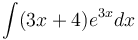 ∫(3x + 4)e^{3x}dx